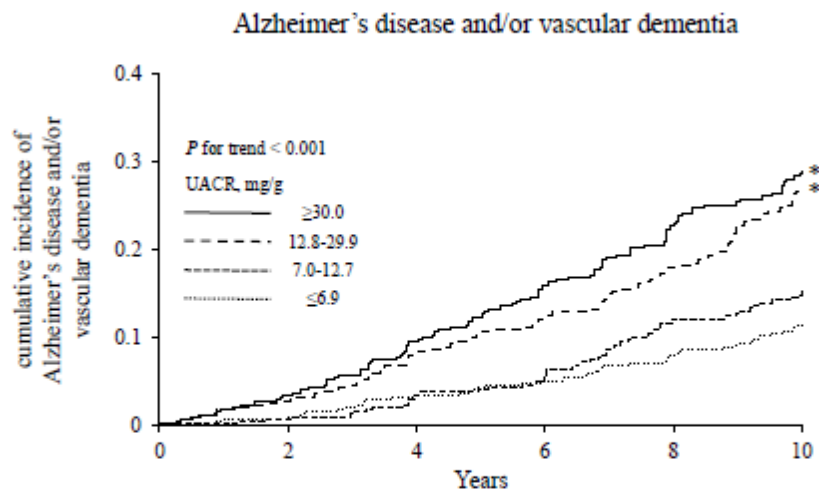 Alzheimer’s disease and/or vascular dementia
cumulative incidence of
Alzheimer’s disease and/or
vascular dementia
0.4
0.3
0.2
0.1
0
P for trend < 0.001
UACR, mg/g
≥30.0
12.8-29.9
7.0-12.7
≤6.9
*
*
0 2 4 6 8 10
Years